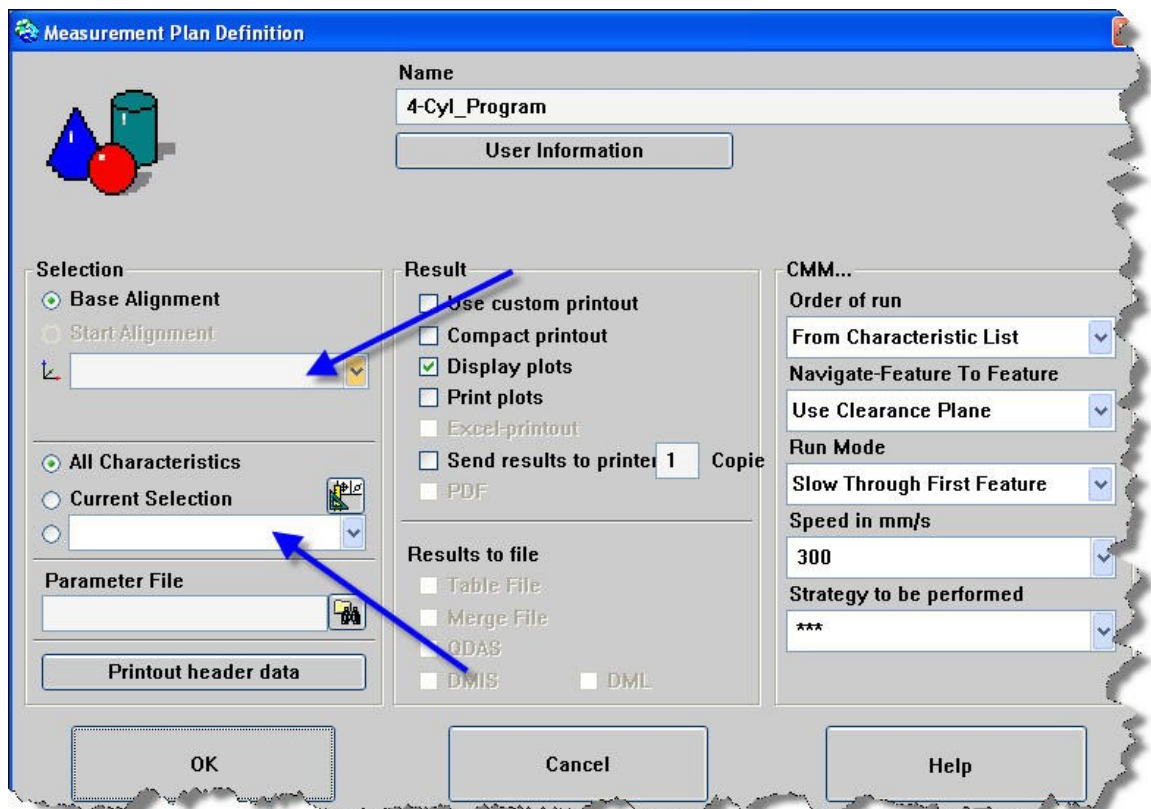 Measurement Plan Definition
Name
4-Cyl_Program
User Information
Selection
Base Alignment
Start Alignment
All Characteristics
Current Selection
Parameter File
Printout header data
Result
Use custom printout
Compact printout
Display plots
Print plots
Excel-printout
Send results to printer 1 Copie
PDF
Results to file
Table File
Merge File
QDAS
DMIS DML
CMM...
Order of run
From Characteristic List
Navigate-Feature To Feature
Use Clearance Plane
Run Mode
Slow Through First Feature
Speed in mm/s
300
Strategy to be performed
***
OK Cancel Help